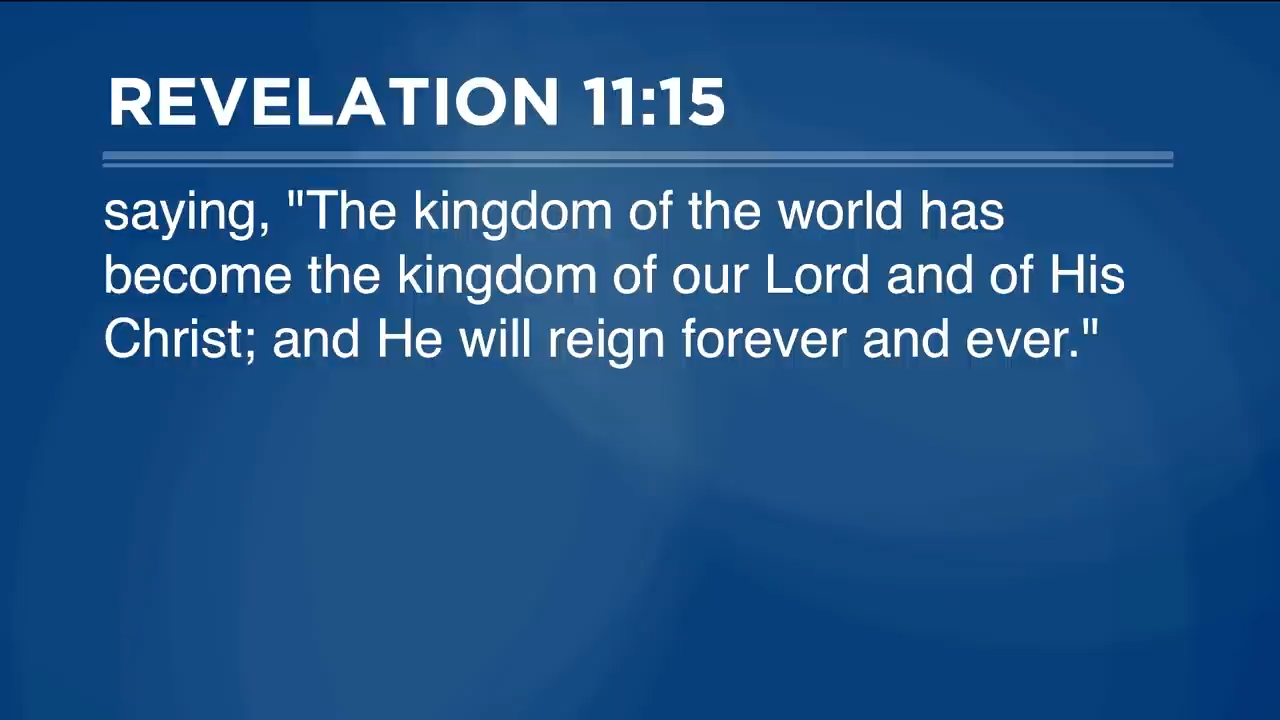 REVELATION 11:15
saying, "The kingdom of the world has
become the kingdom of our Lord and of His
Christ; and He will reign forever and ever."